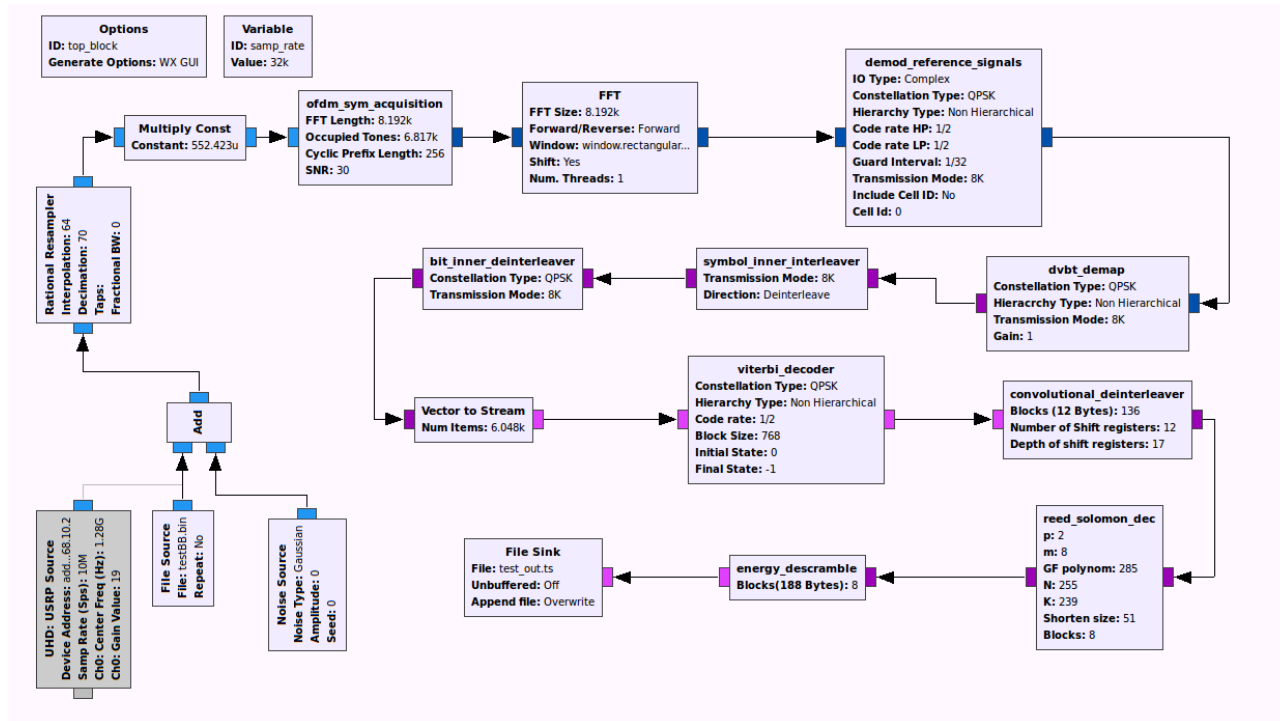 Options
ID: top_block
Generate Options: WX GUI
Variable
ID: samp_rate
Value: 32k
Multiply Const
Constant: 552.423u
ofdm_sym_acquisition
FFT Length: 8.192k
Occupied Tones: 6.817k
Cyclic Prefix Length: 256
SNR: 30
FFT
FFT Size: 8.192k
Forward/Reverse: Forward
Window: window.rectangular...
Shift: Yes
Num. Threads: 1
demod_reference_signals
IO Type: Complex
Constellation Type: QPSK
Hierarchy Type: Non Hierarchical
Code rate HP: 1/2
Code rate LP: 1/2
Guard Interval: 1/32
Transmission Mode: 8K
Include Cell ID: No
Cell Id: 0
Rational Resampler
Interpolation: 64
Decimation: 70
Taps:
Fractional BW: 0
bit_inner_deinterleaver
Constellation Type: QPSK
Transmission Mode: 8K
symbol_inner_interleaver
Transmission Mode: 8K
Direction: Deinterleave
dvbt_demap
Constellation Type: QPSK
Hieracrchy Type: Non Hierarchical
Transmission Mode: 8K
Gain: 1
Add
Vector to Stream
Num Items: 6.048k
viterbi_decoder
Constellation Type: QPSK
Hierarchy Type: Non Hierarchical
Code rate: 1/2
Block Size: 768
Initial State: 0
Final State: -1
convolutional_deinterleaver
Blocks (12 Bytes): 136
Number of Shift registers: 12
Depth of shift registers: 17
UHD: USRP Source
Device Address: add...68.10.2
Samp Rate (Sps): 10M
Ch0: Center Freq (Hz): 1.28G
Ch0: Gain Value: 19
File Source
File: testBB.bin
Repeat: No
Noise Source
Noise Type: Gaussian
Amplitude: 0
Seed: 0
File Sink
File: test_out.ts
Unbuffered: Off
Append file: Overwrite
energy_descramble
Blocks(188 Bytes): 8
reed_solomon_dec
p: 2
m: 8
GF polynom: 285
N: 255
K: 239
Shorten size: 51
Blocks: 8